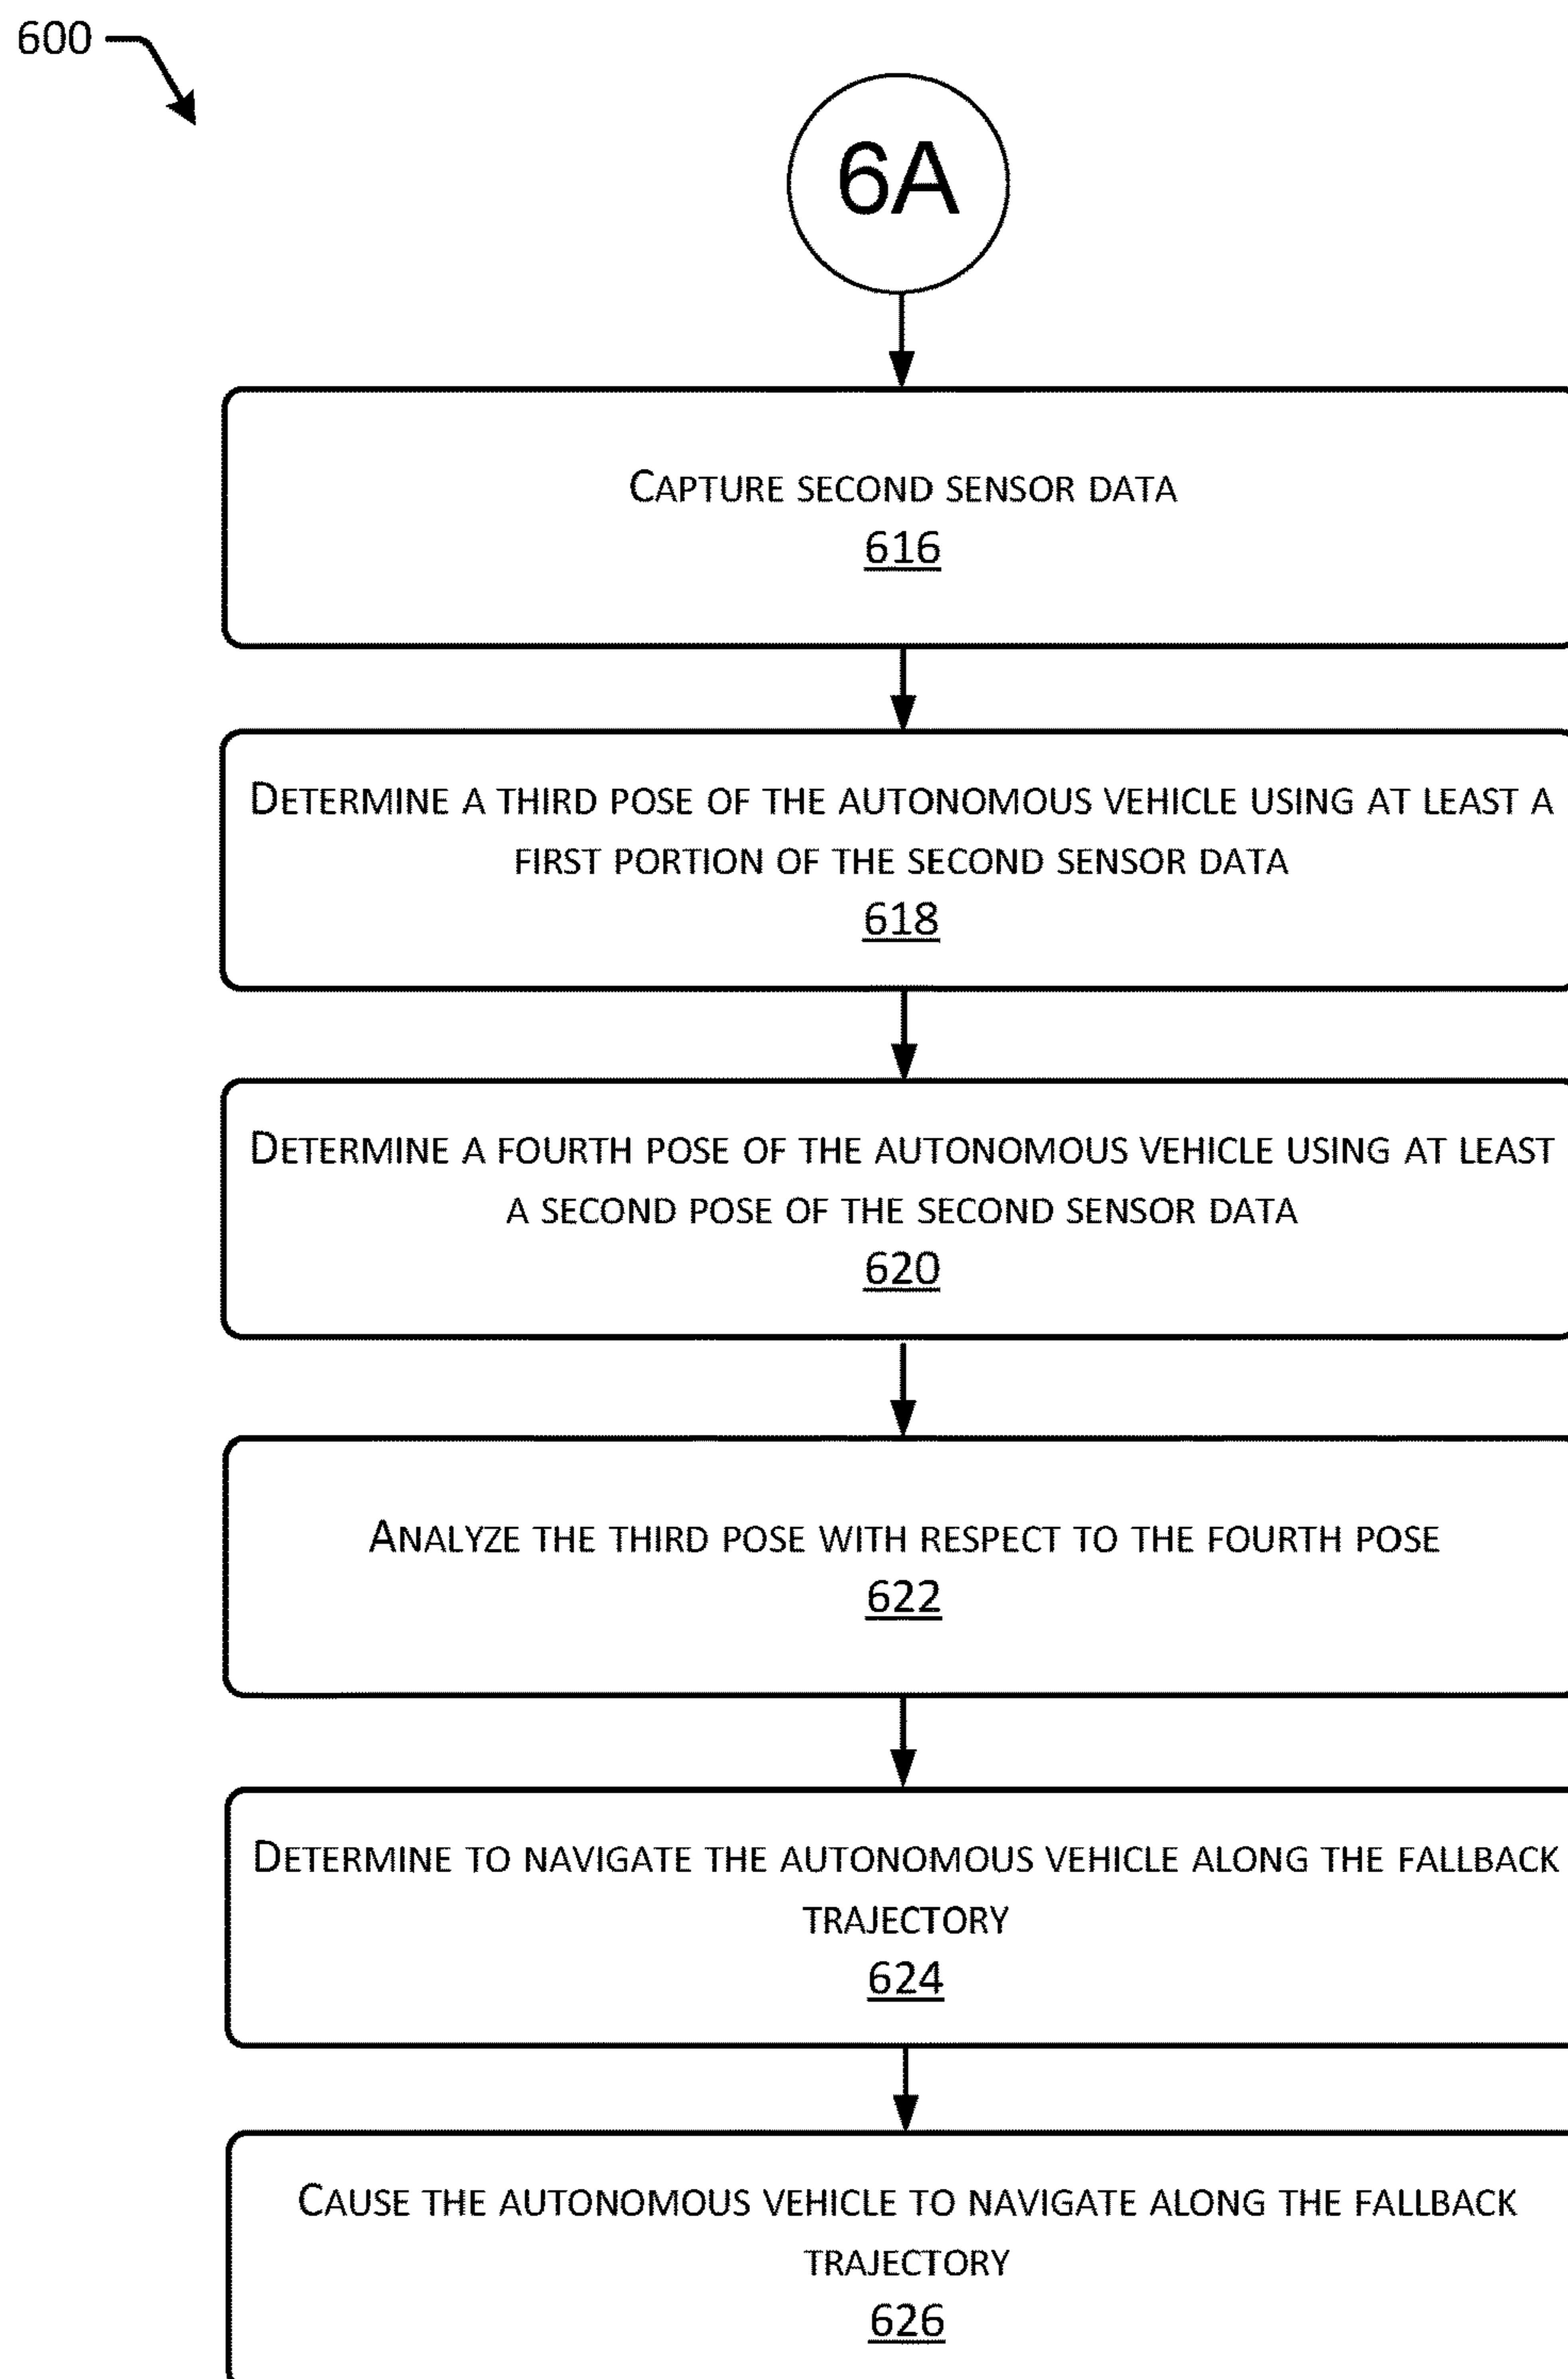 600
6A
CAPTURE SECOND SENSOR DATA
616
DETERMINE A THIRD POSE OF THE AUTONOMOUS VEHICLE USING AT LEAST A
FIRST PORTION OF THE SECOND SENSOR DATA
618
DETERMINE A FOURTH POSE OF THE AUTONOMOUS VEHICLE USING AT LEAST
A SECOND POSE OF THE SECOND SENSOR DATA
620
ANALYZE THE THIRD POSE WITH RESPECT TO THE FOURTH POSE
622
DETERMINE TO NAVIGATE THE AUTONOMOUS VEHICLE ALONG THE FALLBACK
TRAJECTORY
624
CAUSE THE AUTONOMOUS VEHICLE TO NAVIGATE ALONG THE FALLBACK
TRAJECTORY
626